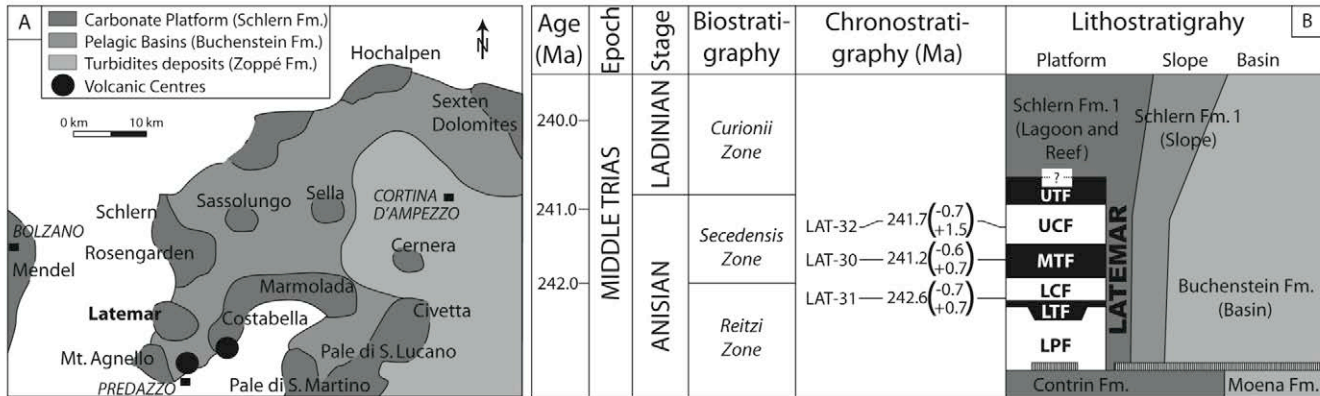 A
Carbonate Platform (Schlern Fm.)
Pelagic Basins (Buchenstein Fm.)
Turbidites deposits (Zoppé Fm.)
Volcanic Centres
0 km 10 km
N
Hochalpen
Sexten
Dolomites
Sassolungo
Sella
CORTINA
D'AMPEZZO
Schlern
BOLZANO
Rosengarden
Cernera
Mendel
Marmolada
Latemar
Costabella
Civetta
Mt. Agnello
Pale di S. Lucano
PREDAZZO
Pale di S. Martino
B
Age
(Ma)
Epoch
Stage
Biostrati-
graphy
Chronostrati-
graphy (Ma)
Lithostratigrahy
Platform Slope Basin
240.0
241.0
242.0
MIDDLE TRIAS
LADINIAN
ANISIAN
Curionii
Zone
Secedensis
Zone
Reitzi
Zone
LAT-32 241.7 (-0.7 +1.5)
LAT-30 241.2 (-0.6 +0.7)
LAT-31 242.6 (-0.7 +0.7)
Schlern Fm. 1
(Lagoon and
Reef)
Schlern Fm. 1
(Slope)
?
UTF
UCF
MTF
LCF
LTF
LPF
LATEMAR
Buchenstein Fm.
(Basin)
Contrin Fm.
Moena Fm.